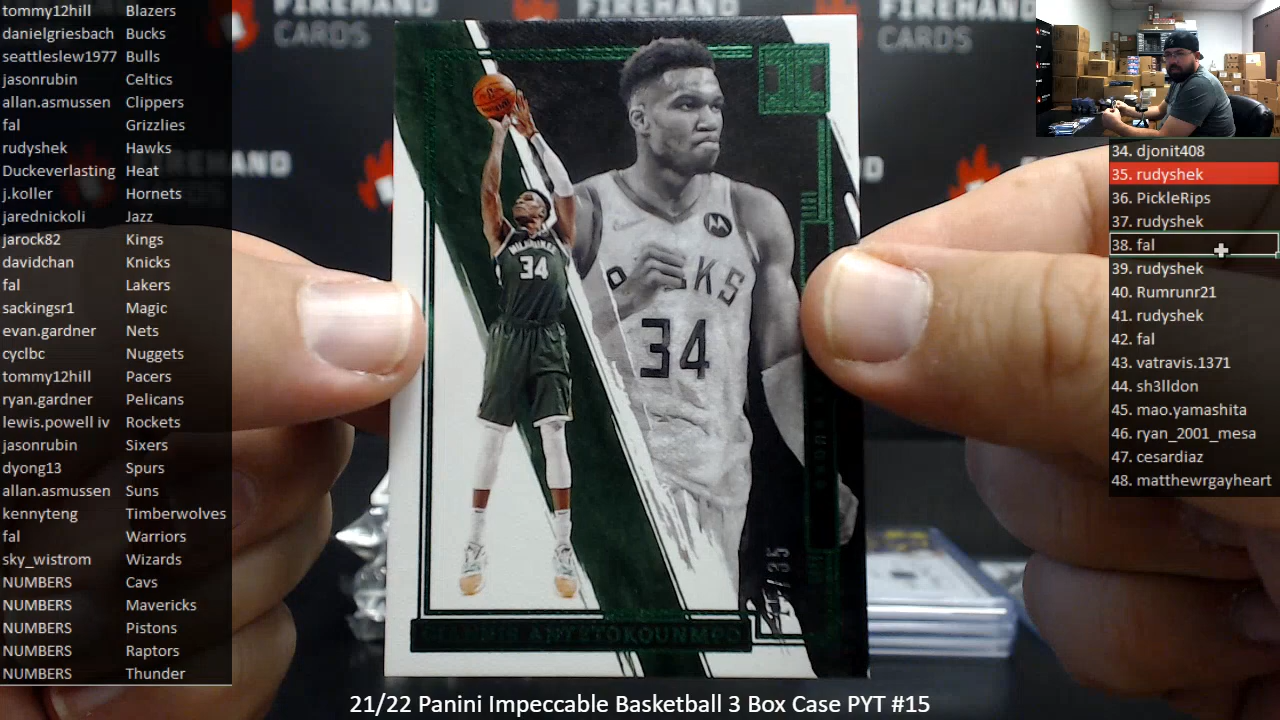 tommy12hill Blazers
danielgriesbach Bucks
seattleslew1977 Bulls
jasonrubin Celtics
allan.asmussen Clippers
fal Grizzlies
rudyshek Hawks
Duckeverlasting Heat
j.koller Hornets
jarednickoli Jazz
jarock82 Kings
davidchan Knicks
fal Lakers
sackingsr1 Magic
evan.gardner Nets
cyclbc Nuggets
tommy12hill Pacers
ryan.gardner Pelicans
lewis.powell iv Rockets
jasonrubin Sixers
dyong13 Spurs
allan.asmussen Suns
kennyteng Timberwolves
fal Warriors
sky_wistrom Wizards
NUMBERS Cavs
NUMBERS Mavericks
NUMBERS Pistons
NUMBERS Raptors
NUMBERS Thunder
FIREHAND
CARDS
MILWAUKEE
34
34
GIANNIS ANTETOKOUNMPO
34. djonit408
35. rudyshek
36. PickleRips
37. rudyshek
38. fal
39. rudyshek
40. Rumrunr21
41. rudyshek
42. fal
43. vatravis.1371
44. sh3lldon
45. mao.yamashita
46. ryan_2001_mesa
47. cesardiaz
48. matthewrgayheart
21/22 Panini Impeccable Basketball 3 Box Case PYT #15